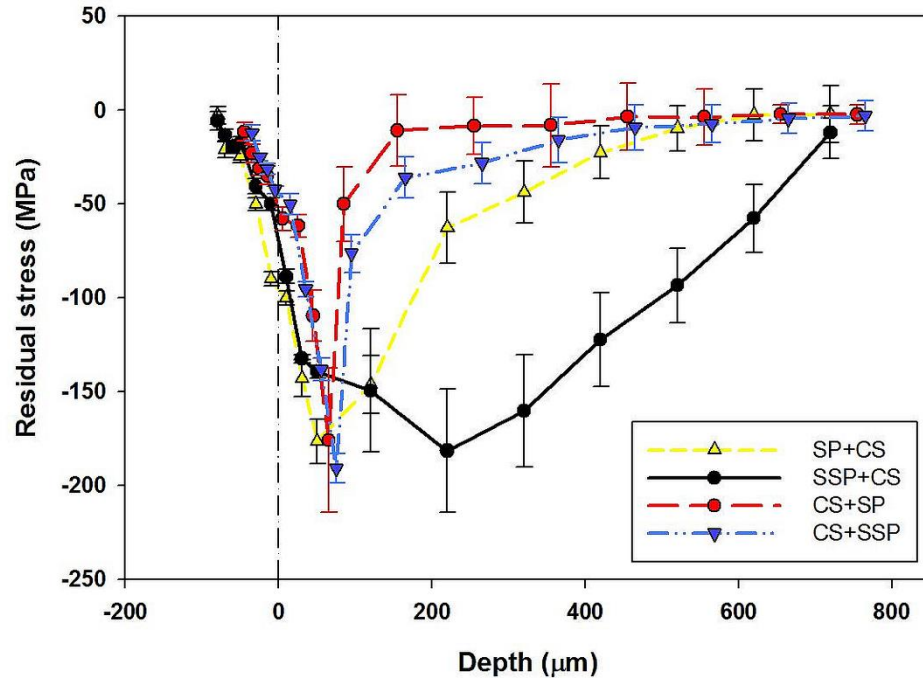 50
0
-50
-100
-150
-200
-250
Residual stress (MPa)
SP+CS
SSP+CS
CS+SP
CS+SSP
-200
0
200
400
600
800
Depth (μm)